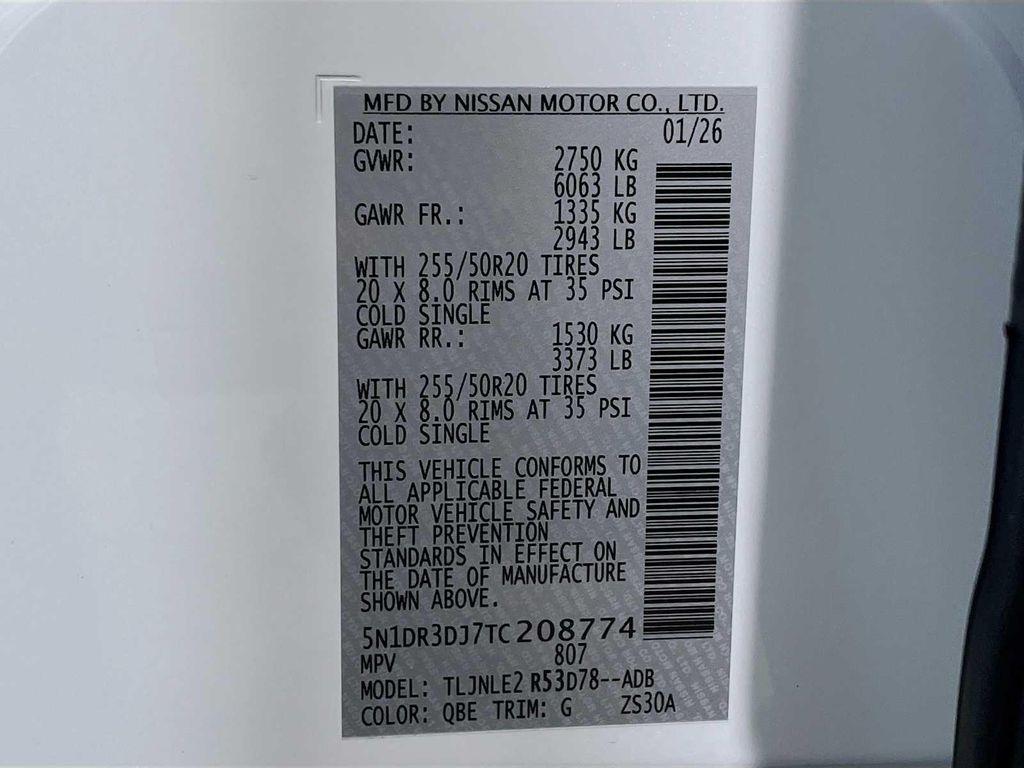 MFD BY NISSAN MOTOR CO., LTD.
DATE: 01/26
GVWR: 2750 KG
6063 LB
GAWR FR.: 1335 KG
2943 LB
WITH 255/50R20 TIRES
20 X 8.0 RIMS AT 35 PSI
COLD SINGLE
GAWR RR.: 1530 KG
3373 LB
WITH 255/50R20 TIRES
20 X 8.0 RIMS AT 35 PSI
COLD SINGLE
THIS VEHICLE CONFORMS TO
ALL APPLICABLE FEDERAL
MOTOR VEHICLE SAFETY AND
THEFT PREVENTION
STANDARDS IN EFFECT ON
THE DATE OF MANUFACTURE
SHOWN ABOVE.
5N1DR3DJ7TC208774
MPV 807
MODEL: TLJNLE2 R53D78--ADB
COLOR: QBE TRIM: G ZS30A